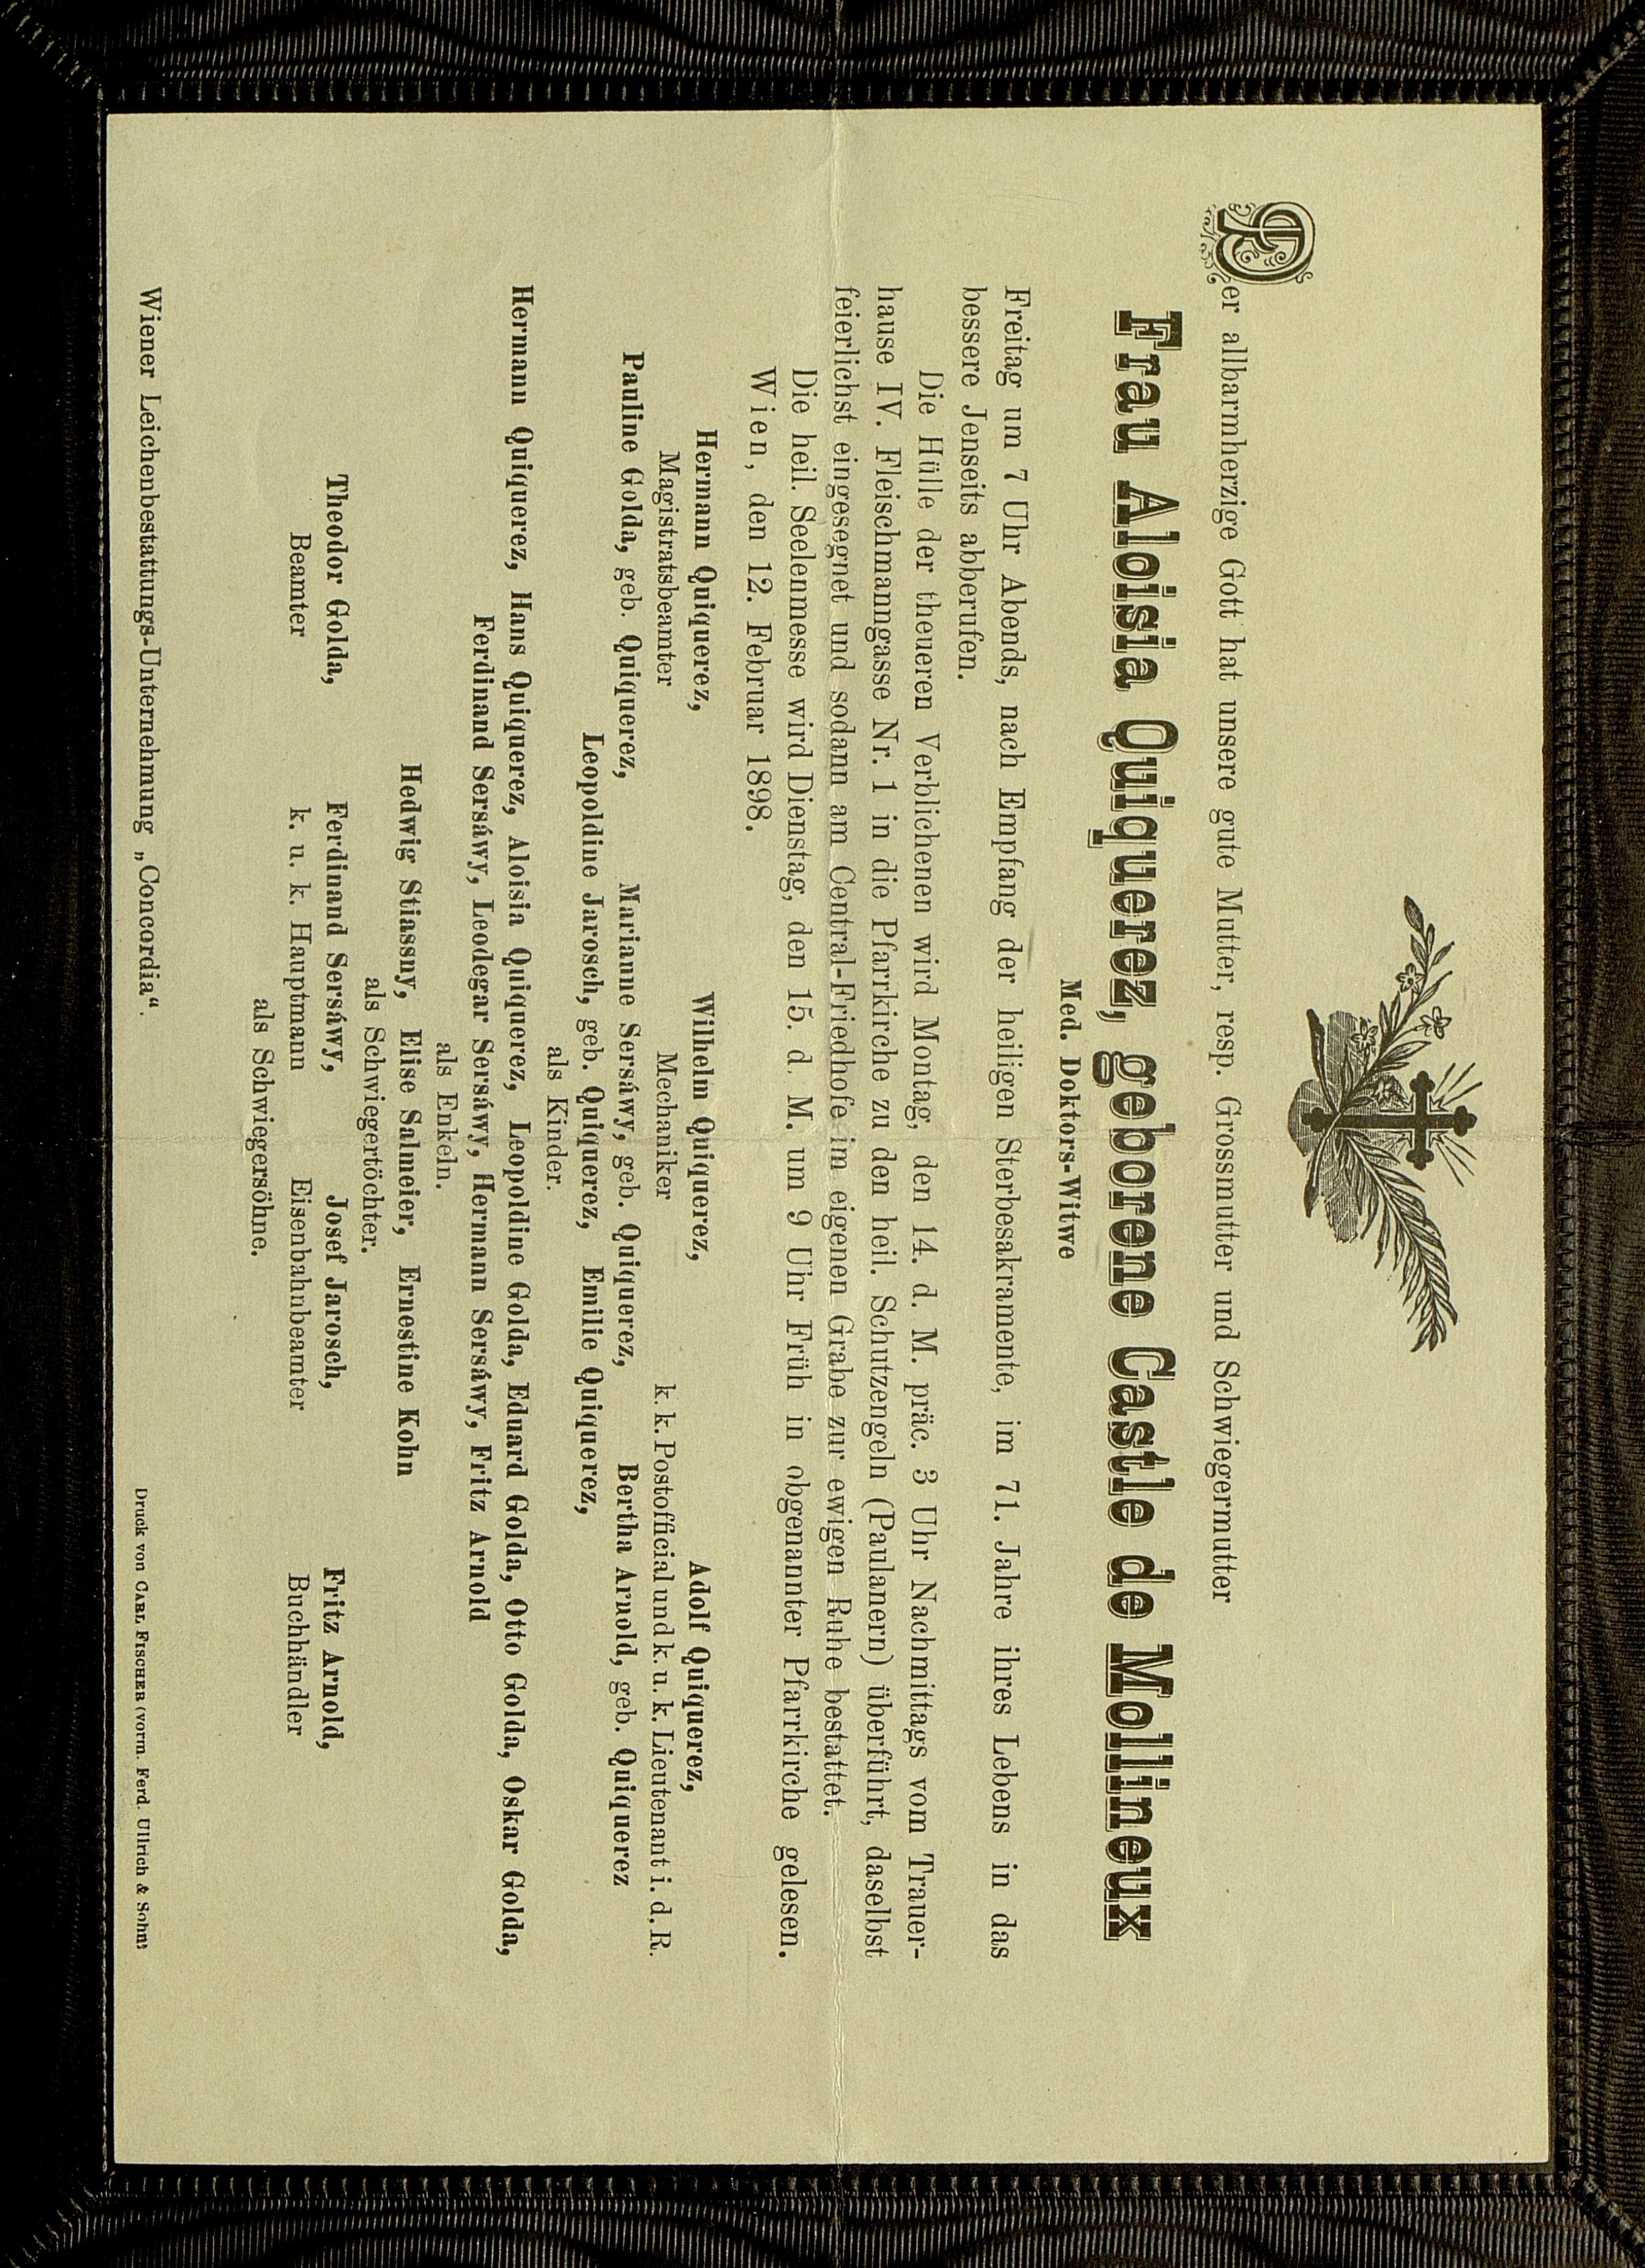 Der allbarmherzige Gott hat unsere gute Mutter, resp. Grossmutter und Schwiegermutter
Frau Aloisia Quiquerez, geborene Castle de Mollineux
Med. Doktors-Witwe
Freitag um 7 Uhr Abends, nach Empfang der heiligen Sterbesakramente, im 71. Jahre ihres Lebens in das
bessere Jenseits abberufen.
Die Hülle der theueren Verblichenen wird Montag, den 14. d. M. präc. 3 Uhr Nachmittags vom Trauer-
hause IV. Fleischmanngasse Nr. 1 in die Pfarrkirche zu den heil. Schutzengeln (Paulanern) überführt, daselbst
feierlichst eingesegnet und sodann am Central-Friedhofe im eigenen Grabe zur ewigen Ruhe bestattet.
Die heil. Seelenmesse wird Dienstag, den 15. d. M. um 9 Uhr Früh in obgenannter Pfarrkirche gelesen.
Wien, den 12. Februar 1898.
Hermann Quiquerez, Wilhelm Quiquerez, Adolf Quiquerez,
Magistratsbeamter Mechaniker k. k. Postofficial und k. u. k. Lieutenant i. d. R.
Pauline Golda, geb. Quiquerez, Marianne Sersáwy, geb. Quiquerez, Bertha Arnold, geb. Quiquerez
Leopoldine Jarosch, geb. Quiquerez, Emilie Quiquerez,
als Kinder.
Hermann Quiquerez, Hans Quiquerez, Aloisia Quiquerez, Leopoldine Golda, Eduard Golda, Otto Golda, Oskar Golda,
Ferdinand Sersáwy, Leodegar Sersáwy, Hermann Sersáwy, Fritz Arnold
als Enkeln.
Hedwig Stiassny, Elise Salmeier, Ernestine Kohn
als Schwiegertöchter.
Theodor Golda, Ferdinand Sersáwy, Josef Jarosch, Fritz Arnold,
Beamter k. u. k. Hauptmann Eisenbahnbeamter Buchhändler
als Schwiegersöhne.
Wiener Leichenbestattungs-Unternehmung „Concordia“. Druck von Carl Fischer (vorm. Ferd. Ullrich & Sohn)